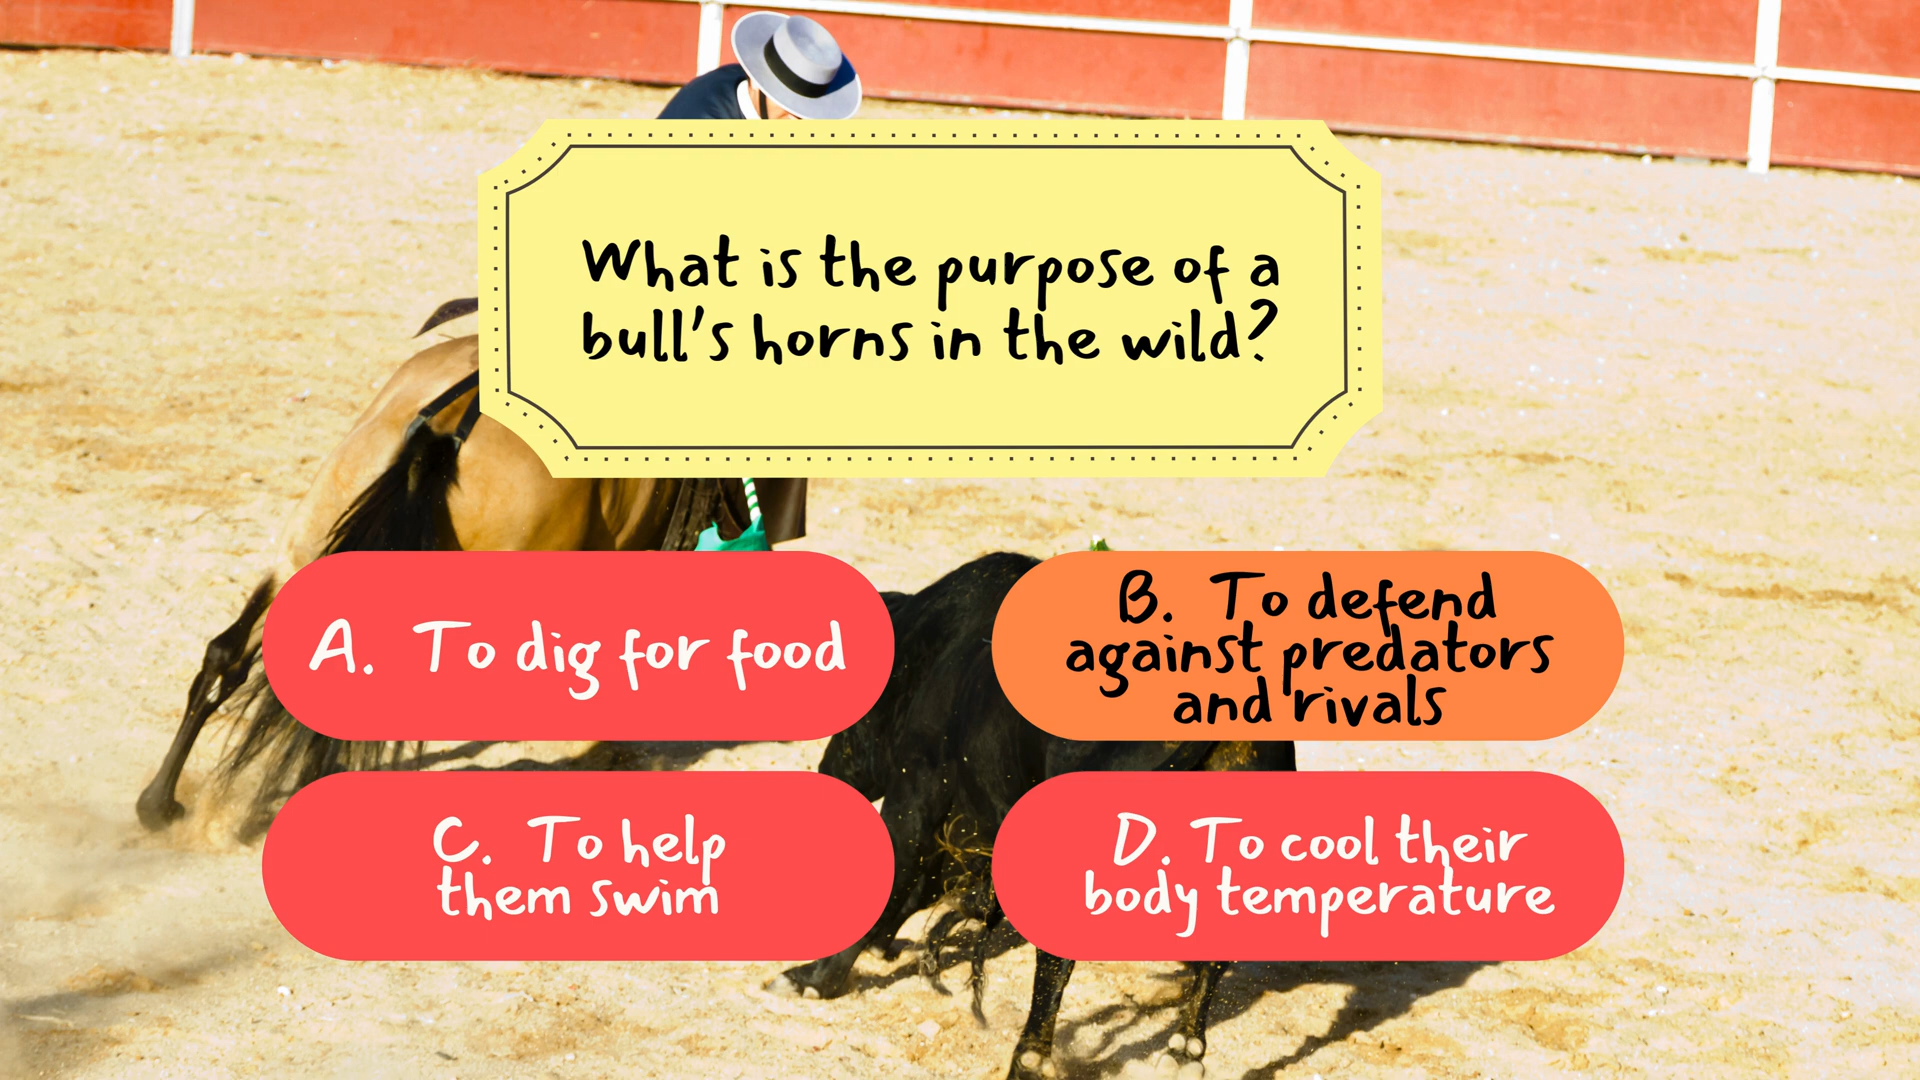 What is the purpose of a
bull's horns in the wild?
A. To dig for food
B. To defend
against predators
and rivals
C. To help
them swim
D. To cool their
body temperature